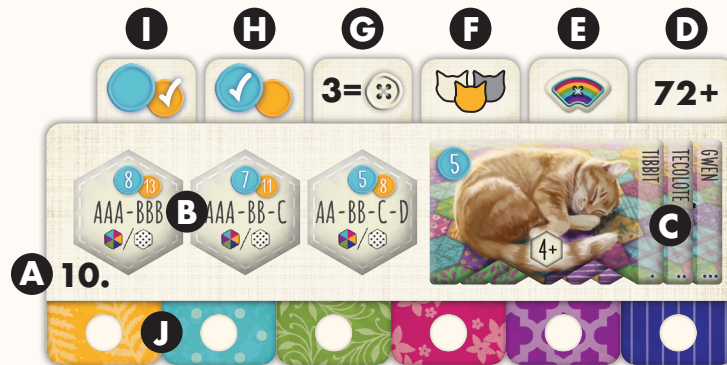 I H G F E D
3= 72+
8 13 7 11 5 8 5
AAA-BBB B AAA-BB-C AA-BB-C-D
/ / /
4+ TIBBIT TECOLOTE GWEN C
A 10.
J